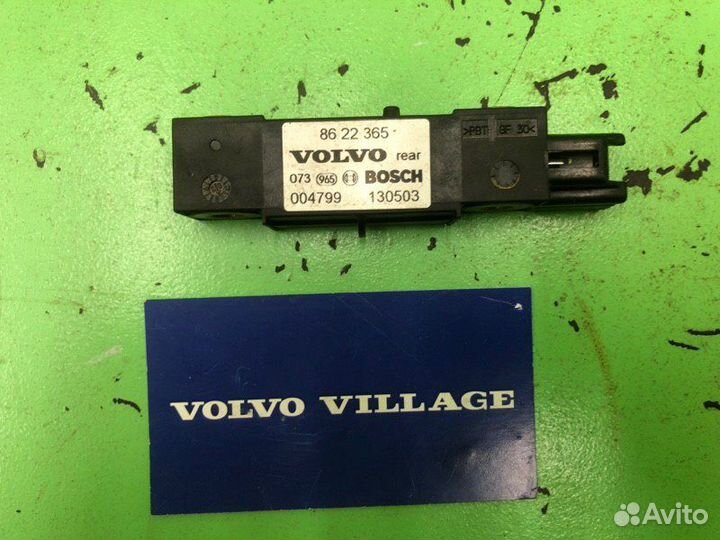 86 22 365
VOLVO rear
073 965 BOSCH
004799 130503
>PBT GF 30<
VOLVO VILLAGE
Avito